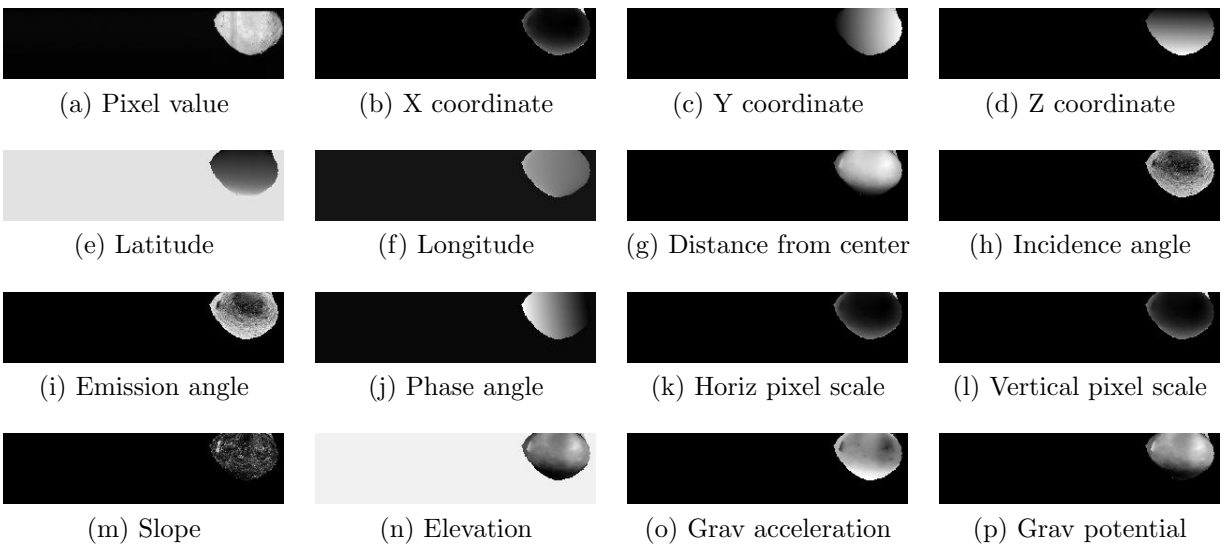 (a) Pixel value
(b) X coordinate
(c) Y coordinate
(d) Z coordinate
(e) Latitude
(f) Longitude
(g) Distance from center
(h) Incidence angle
(i) Emission angle
(j) Phase angle
(k) Horiz pixel scale
(l) Vertical pixel scale
(m) Slope
(n) Elevation
(o) Grav acceleration
(p) Grav potential